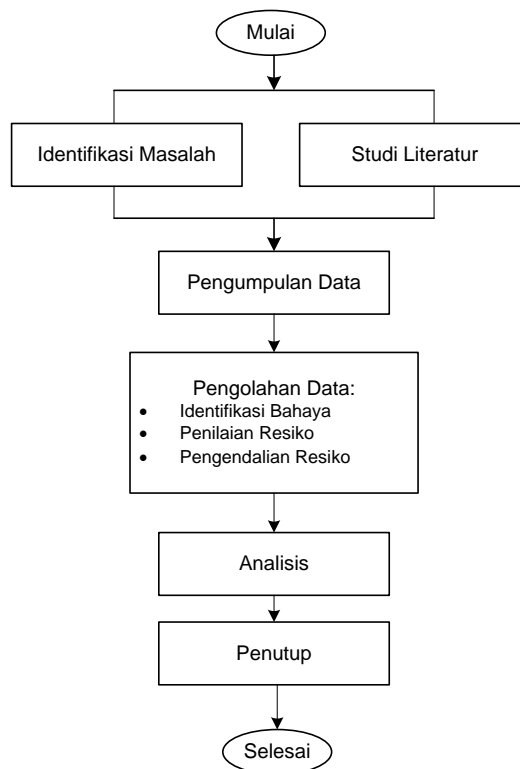 Mulai
Identifikasi Masalah
Studi Literatur
Pengumpulan Data
Pengolahan Data:
• Identifikasi Bahaya
• Penilaian Resiko
• Pengendalian Resiko
Analisis
Penutup
Selesai